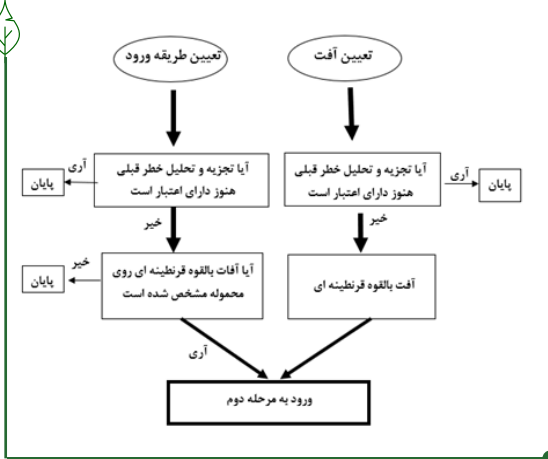 تعیین آفت
تعیین طریقه ورود
آیا تجزیه و تحلیل خطر قبلی
هنوز دارای اعتبار است
آری
پایان
آیا تجزیه و تحلیل خطر قبلی
هنوز دارای اعتبار است
آری
پایان
خیر
خیر
آفت بالقوه قرنطینه ای
آیا آفات بالقوه قرنطینه ای روی
محموله مشخص شده است
خیر
پایان
آری
ورود به مرحله دوم